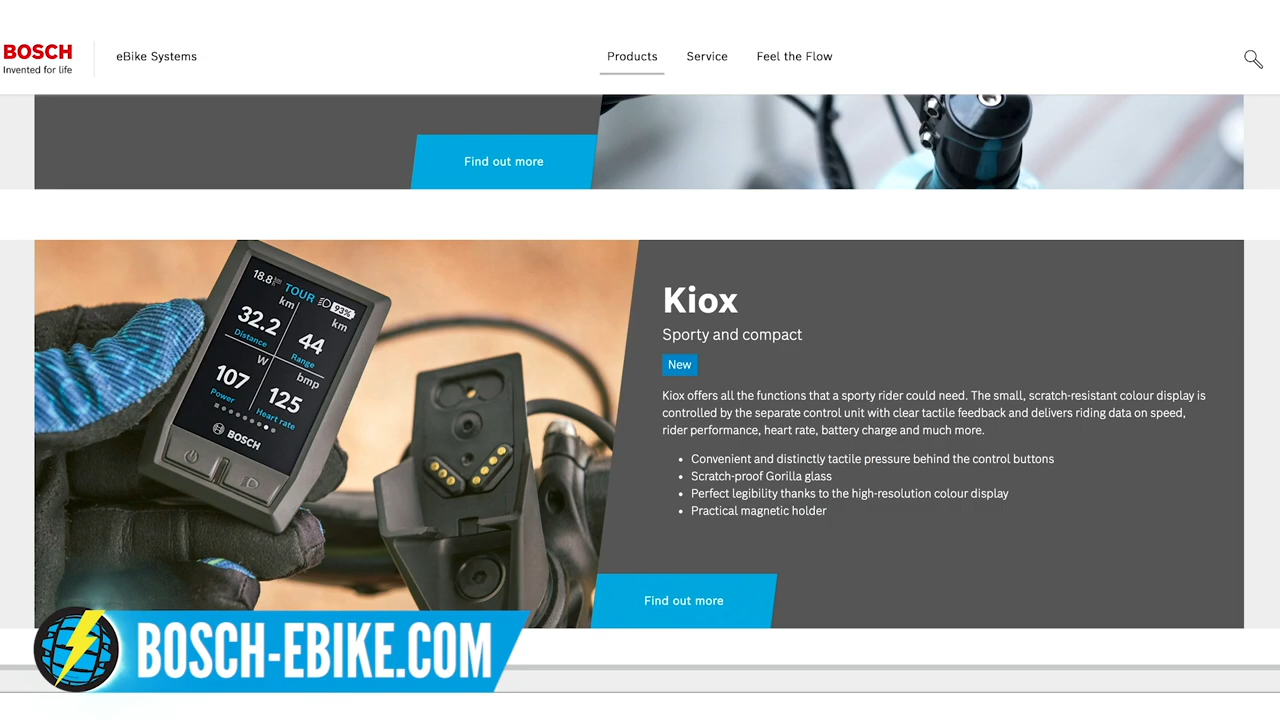 BOSCH
Invented for life
eBike Systems
Products
Service
Feel the Flow
Find out more
18.8
TOUR
93%
km
32.2
Distance
km
44
Range
W
107
Power
bmp
125
Heart rate
BOSCH
Kiox
Sporty and compact
New
Kiox offers all the functions that a sporty rider could need. The small, scratch-resistant colour display is
controlled by the separate control unit with clear tactile feedback and delivers riding data on speed,
rider performance, heart rate, battery charge and much more.
• Convenient and distinctly tactile pressure behind the control buttons
• Scratch-proof Gorilla glass
• Perfect legibility thanks to the high-resolution colour display
• Practical magnetic holder
Find out more
BOSCH-EBIKE.COM